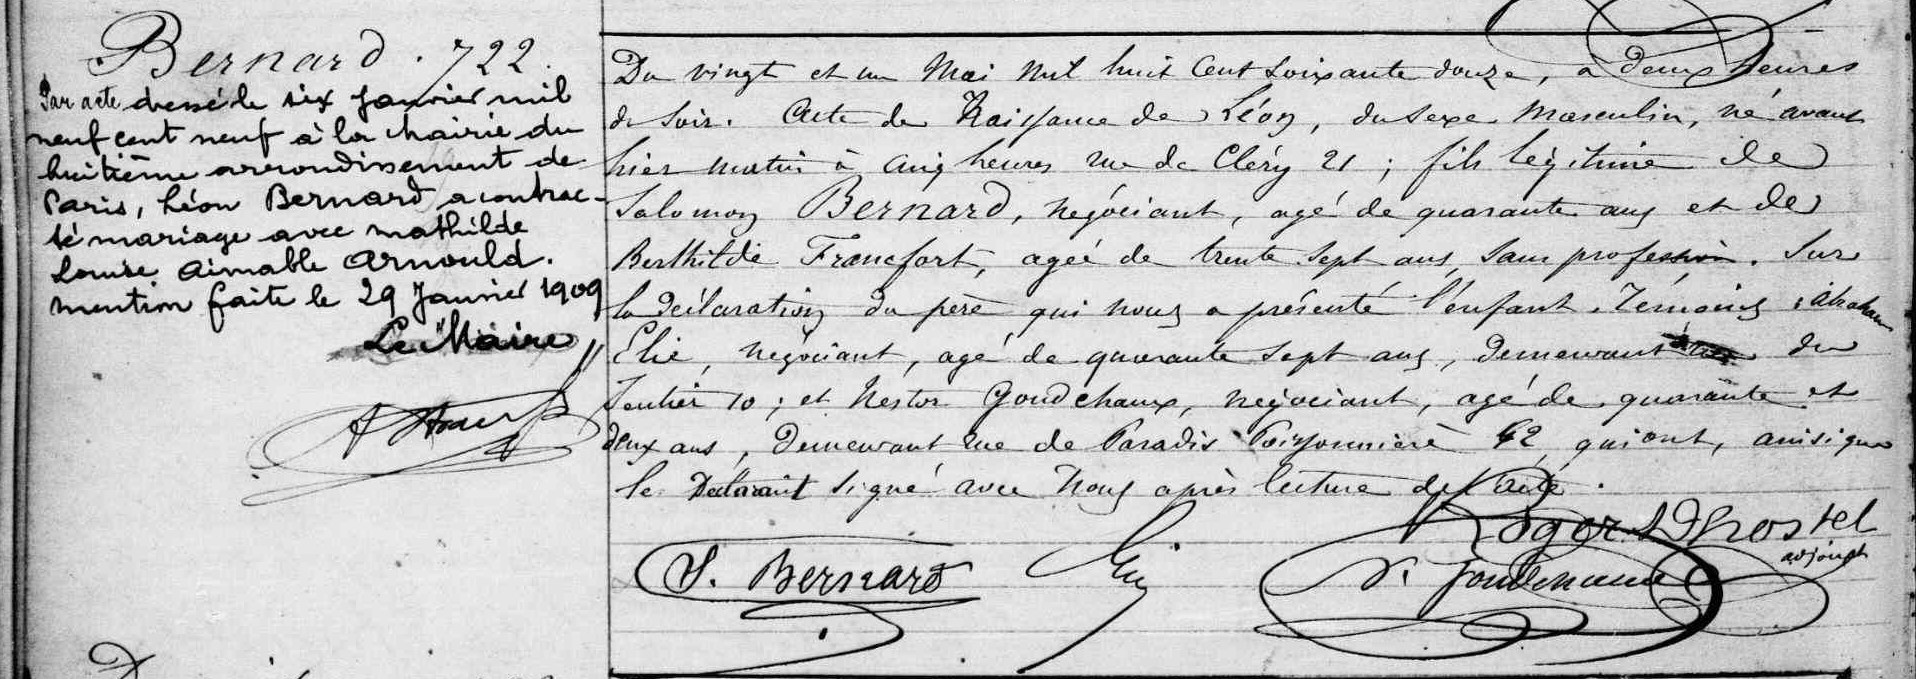 Bernard . 722.
Par acte dressé le six Janvier mil
neuf cent neuf à la Mairie du
huitième arrondissement de
Paris, Léon Bernard a contrac-
té mariage avec Mathilde
Louise Aimable Arnould.
mention faite le 29 Janvier 1909
Le Maire
Du vingt et un Mai mil huit Cent soixante douze, à deux heures
du soir. Acte de Naissance de Léon, du sexe Masculin, né avant
hier matin à cinq heures rue de Cléry 21 ; fils légitime de
Salomon Bernard, négociant, agé de quarante ans et de
Berthilde Francfort, agée de trente sept ans, sans profession. Sur
la déclaration du père qui nous a présenté l'enfant. Témoins : Abraham
Elie, négociant, agé de quarante sept ans, demeurant du
Sentier 10 ; et Nestor Goudchaux, négociant, agé de quarante et
deux ans, demeurant rue de Paradis Poissonnière 42, qui ont, ainsi que
le Déclarant signé avec Nous après lecture de l'acte.
Roger Dhostel
adjoint
S. Bernard
Elie
N. Goudchaux